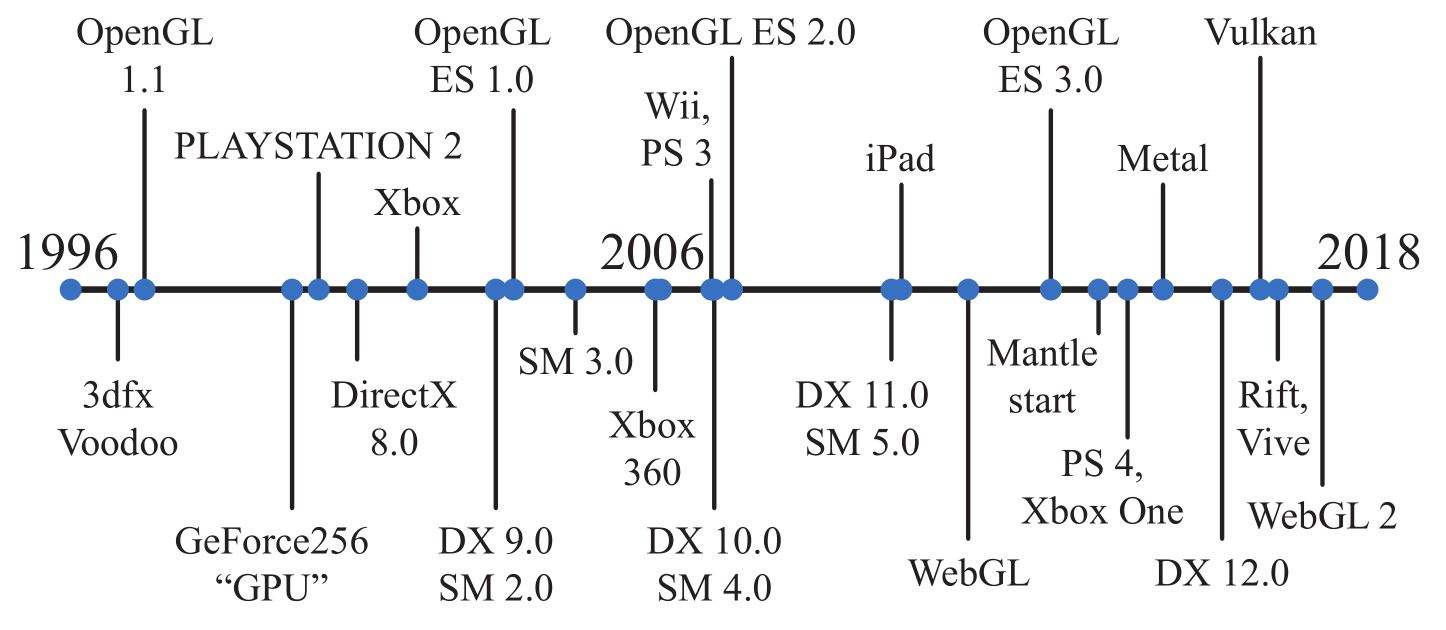 OpenGL
1.1
OpenGL
ES 1.0
OpenGL ES 2.0
OpenGL
ES 3.0
Vulkan
PLAYSTATION 2
Xbox
Wii,
PS 3
iPad
Metal
1996
2006
2018
3dfx
Voodoo
GeForce256
“GPU”
DirectX
8.0
DX 9.0
SM 2.0
SM 3.0
Xbox
360
DX 10.0
SM 4.0
DX 11.0
SM 5.0
WebGL
Mantle
start
PS 4,
Xbox One
DX 12.0
Rift,
Vive
WebGL 2